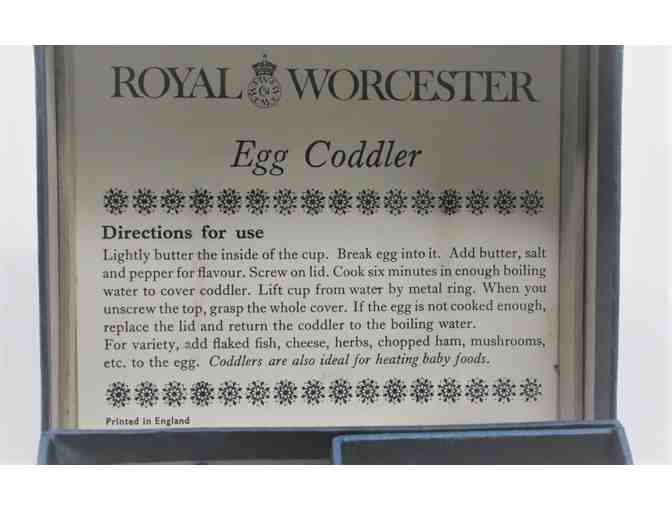 ROYAL WORCESTER
Egg Coddler
Directions for use
Lightly butter the inside of the cup. Break egg into it. Add butter, salt
and pepper for flavour. Screw on lid. Cook six minutes in enough boiling
water to cover coddler. Lift cup from water by metal ring. When you
unscrew the top, grasp the whole cover. If the egg is not cooked enough,
replace the lid and return the coddler to the boiling water.
For variety, add flaked fish, cheese, herbs, chopped ham, mushrooms,
etc. to the egg. Coddlers are also ideal for heating baby foods.
Printed in England